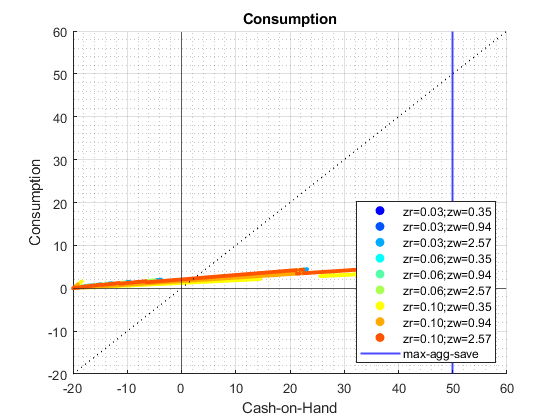 Consumption
60
50
40
30
20
10
0
-10
-20
Consumption
-20
-10
0
10
20
30
40
50
60
Cash-on-Hand
zr=0.03;zw=0.35
zr=0.03;zw=0.94
zr=0.03;zw=2.57
zr=0.06;zw=0.35
zr=0.06;zw=0.94
zr=0.06;zw=2.57
zr=0.10;zw=0.35
zr=0.10;zw=0.94
zr=0.10;zw=2.57
max-agg-save